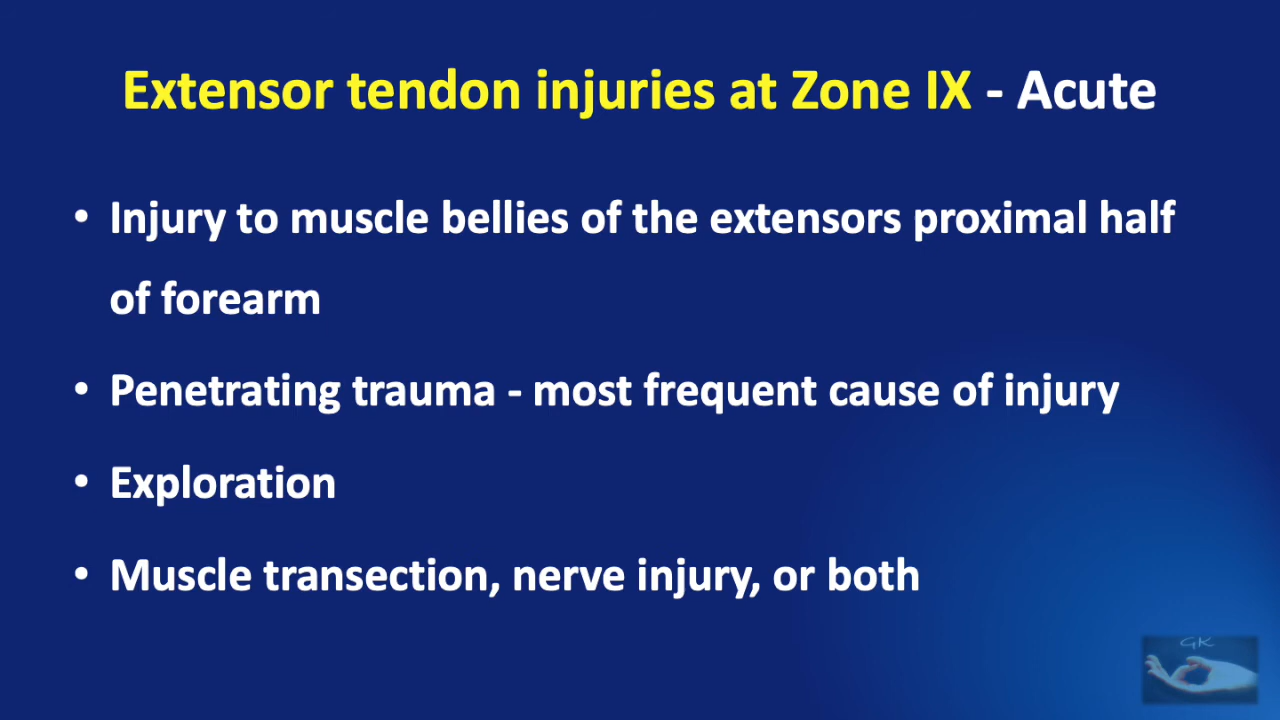 Extensor tendon injuries at Zone IX - Acute
• Injury to muscle bellies of the extensors proximal half
of forearm
• Penetrating trauma - most frequent cause of injury
• Exploration
• Muscle transection, nerve injury, or both
GK